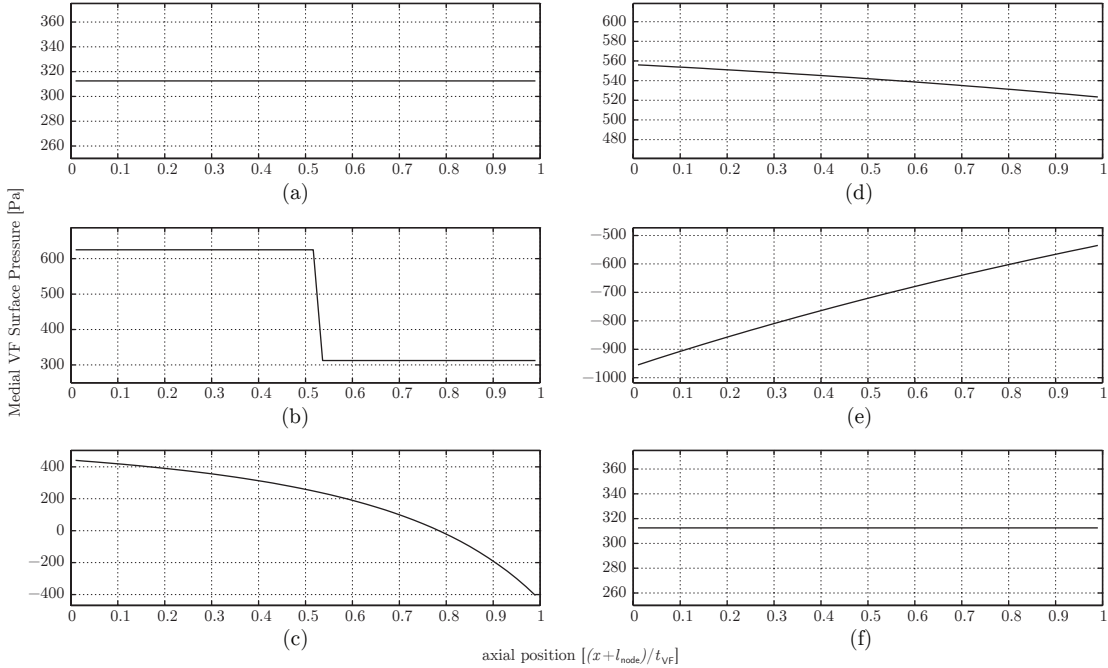 Medial VF Surface Pressure [Pa]
360
340
320
300
280
260
0 0.1 0.2 0.3 0.4 0.5 0.6 0.7 0.8 0.9 1
(a)
600
580
560
540
520
500
480
0 0.1 0.2 0.3 0.4 0.5 0.6 0.7 0.8 0.9 1
(d)
600
500
400
300
0 0.1 0.2 0.3 0.4 0.5 0.6 0.7 0.8 0.9 1
(b)
−500
−600
−700
−800
−900
−1000
0 0.1 0.2 0.3 0.4 0.5 0.6 0.7 0.8 0.9 1
(e)
400
200
0
−200
−400
0 0.1 0.2 0.3 0.4 0.5 0.6 0.7 0.8 0.9 1
(c)
360
340
320
300
280
260
0 0.1 0.2 0.3 0.4 0.5 0.6 0.7 0.8 0.9 1
(f)
axial position [(x+l_node)/t_VF]